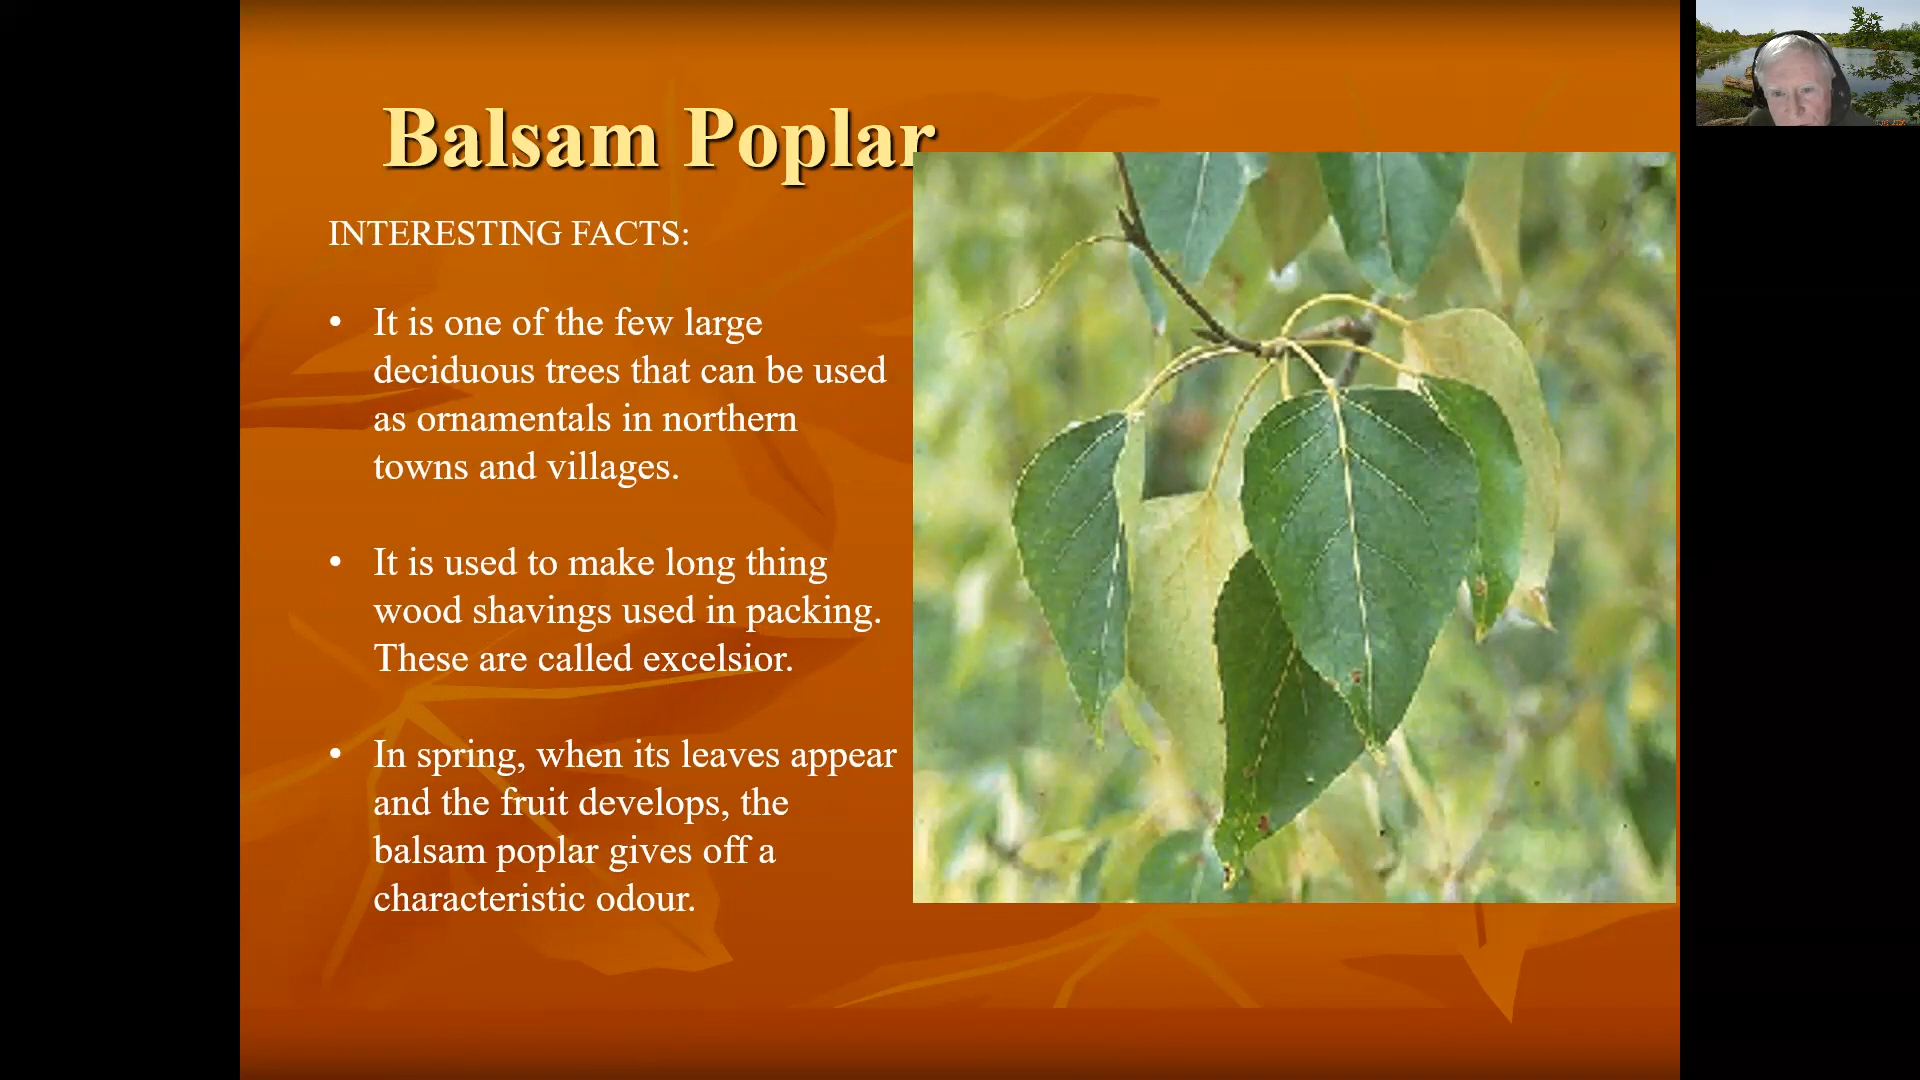 Balsam Poplar
INTERESTING FACTS:
• It is one of the few large
deciduous trees that can be used
as ornamentals in northern
towns and villages.
• It is used to make long thing
wood shavings used in packing.
These are called excelsior.
• In spring, when its leaves appear
and the fruit develops, the
balsam poplar gives off a
characteristic odour.